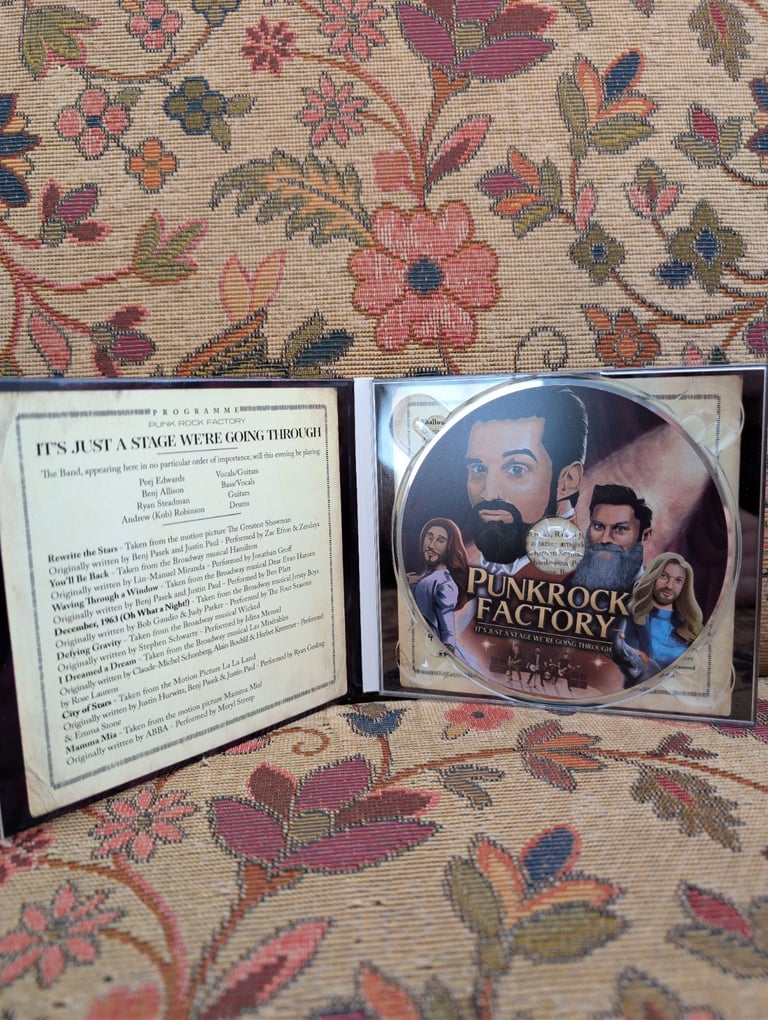 PROGRAMME
PUNK ROCK FACTORY
IT'S JUST A STAGE WE'RE GOING THROUGH
The Band, appearing here in no particular order of importance, will this evening be playing:
Peej Edwards Vocals/Guitars
Benj Allison Bass/Vocals
Ryan Steadman Guitars
Andrew (Kob) Robinson Drums
Rewrite the Stars - Taken from the motion picture The Greatest Showman
Originally written by Benj Pasek and Justin Paul - Performed by Zac Efron & Zendaya
You'll Be Back - Taken from the Broadway musical Hamilton
Originally written by Lin-Manuel Miranda - Performed by Jonathan Groff
Waving Through a Window - Taken from the Broadway musical Dear Evan Hansen
Originally written by Benj Pasek and Justin Paul - Performed by Ben Platt
December, 1963 (Oh What a Night!) - Taken from the Broadway musical Jersey Boys
Originally written by Bob Gaudio & Judy Parker - Performed by The Four Seasons
Defying Gravity - Taken from the Broadway musical Wicked
Originally written by Stephen Schwartz - Performed by Idina Menzel
I Dreamed a Dream - Taken from the Broadway musical Les Misérables
Originally written by Claude-Michel Schonberg, Alain Boublil & Herbert Kretzmer - Performed
by Rose Laurens
City of Stars - Taken from the Motion Picture La La Land
Originally written by Justin Hurwitz, Benj Pasek & Justin Paul - Performed by Ryan Gosling
& Emma Stone
Mamma Mia - Taken from the motion picture Mamma Mia!
Originally written by ABBA - Performed by Meryl Streep
PUNKROCK
FACTORY
IT'S JUST A STAGE WE'RE GOING THROUGH